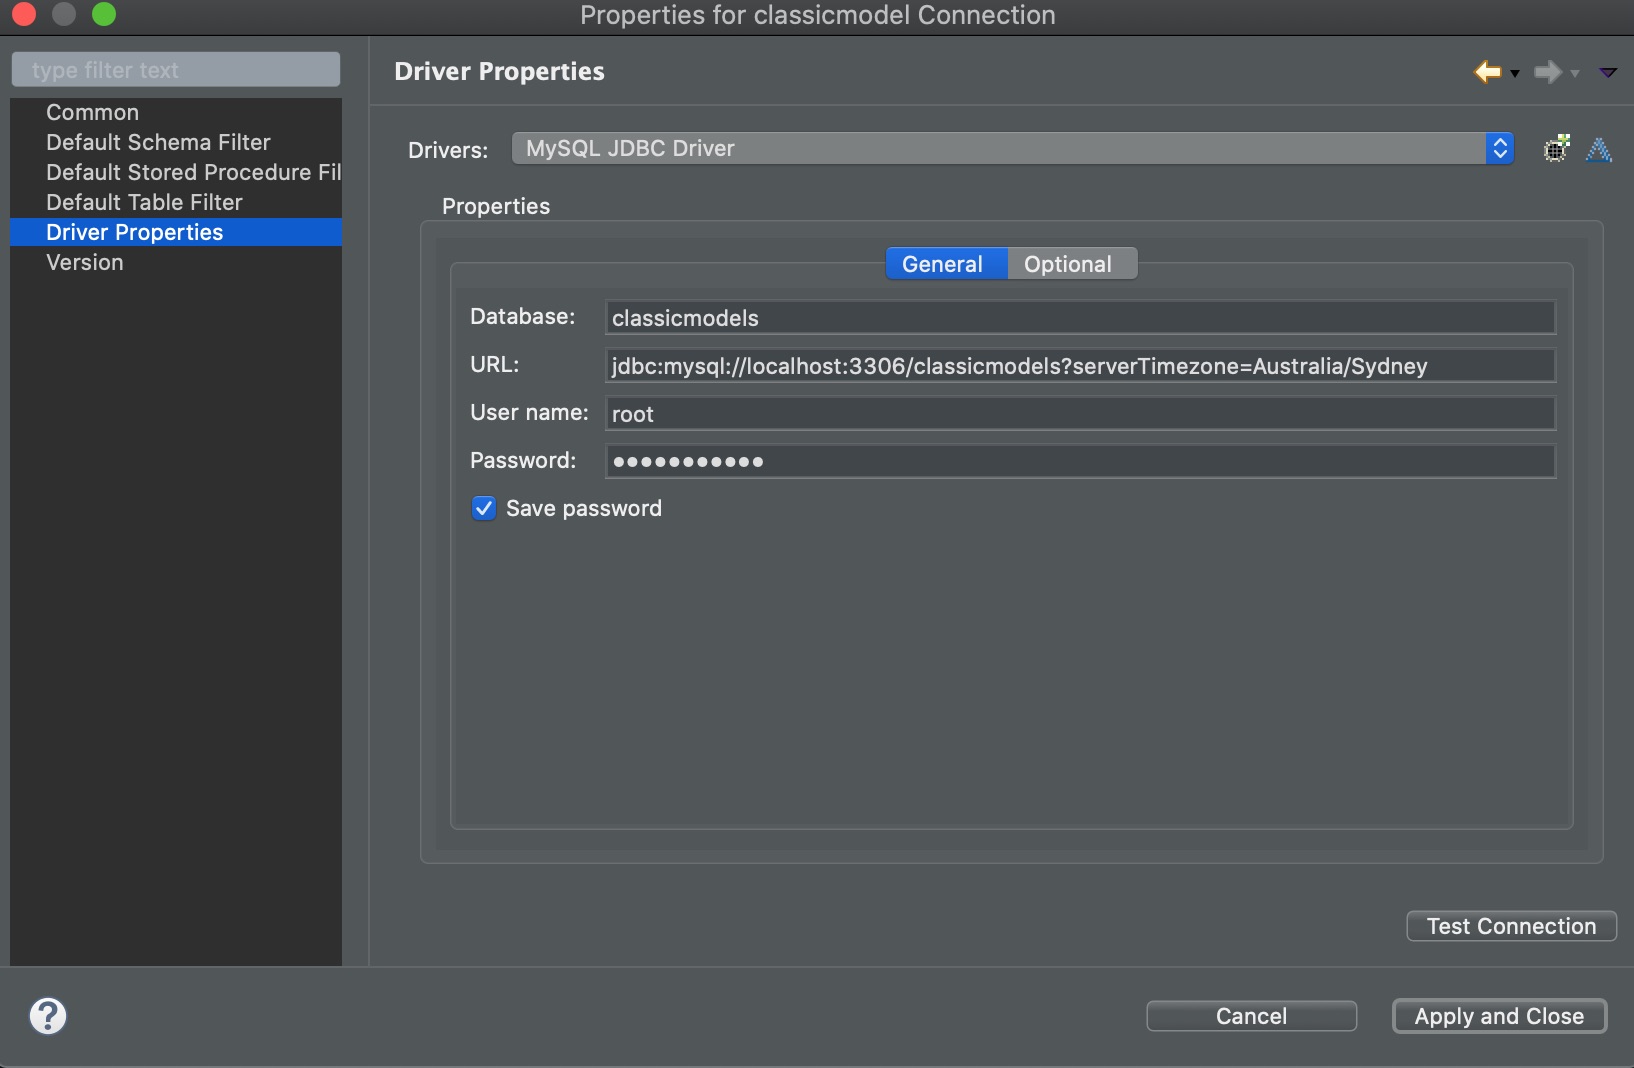 Properties for classicmodel Connection
type filter text
Common
Default Schema Filter
Default Stored Procedure Fil
Default Table Filter
Driver Properties
Version
Driver Properties
Drivers: MySQL JDBC Driver
Properties
General Optional
Database: classicmodels
URL: jdbc:mysql://localhost:3306/classicmodels?serverTimezone=Australia/Sydney
User name: root
Password: ●●●●●●●●●●●
Save password
Test Connection
?
Cancel Apply and Close